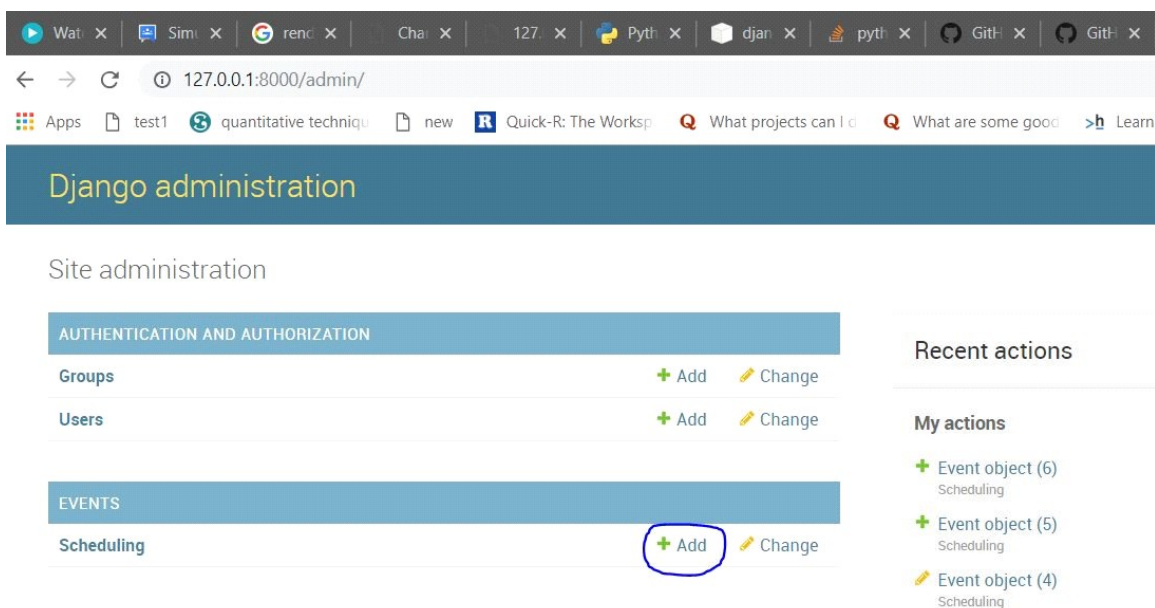 Wat Sim rend Cha 127. Pyth djan pyth GitH GitH
127.0.0.1:8000/admin/
Apps test1 quantitative techniqu new R Quick-R: The Worksp Q What projects can I d Q What are some good >h Learn
Django administration
Site administration
AUTHENTICATION AND AUTHORIZATION
Groups + Add Change
Users + Add Change
EVENTS
Scheduling + Add Change
Recent actions
My actions
+ Event object (6)
Scheduling
+ Event object (5)
Scheduling
Event object (4)
Scheduling